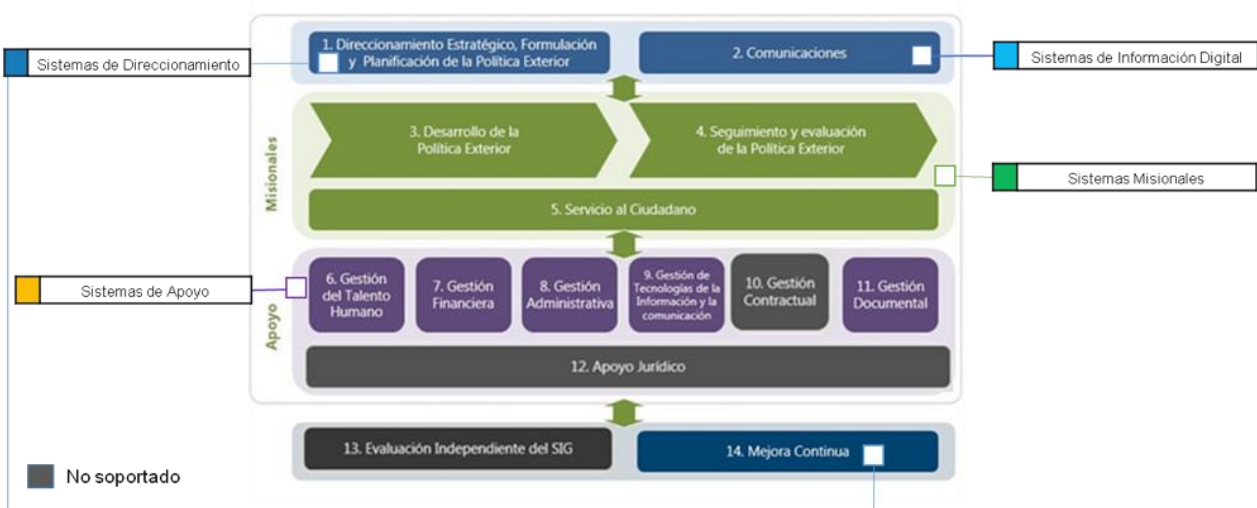 1. Direccionamiento Estratégico, Formulación
y Planificación de la Política Exterior
2. Comunicaciones
Sistemas de Direccionamiento
Sistemas de Información Digital
Misionales
3. Desarrollo de la
Política Exterior
4. Seguimiento y evaluación
de la Política Exterior
Sistemas Misionales
5. Servicio al Ciudadano
Sistemas de Apoyo
Apoyo
6. Gestión
del Talento
Humano
7. Gestión
Financiera
8. Gestión
Administrativa
9. Gestión de
Tecnologías de la
Información y la
comunicación
10. Gestión
Contractual
11. Gestión
Documental
12. Apoyo Jurídico
13. Evaluación Independiente del SIG
14. Mejora Continua
No soportado